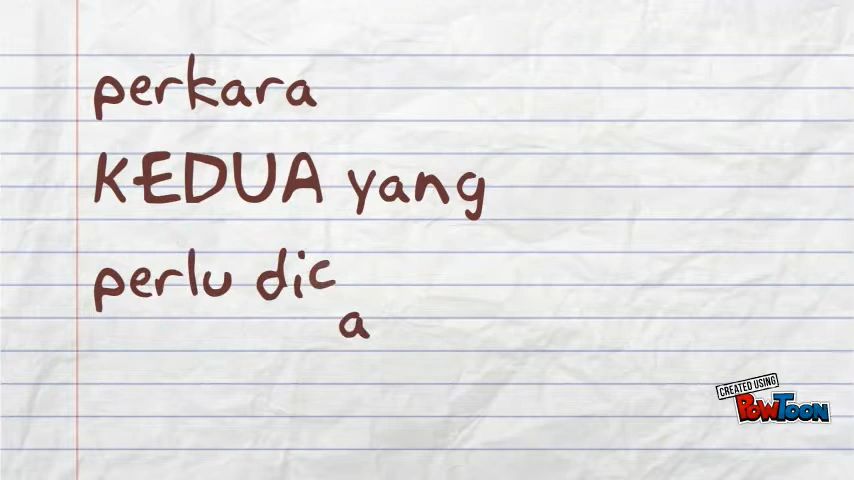 perkara
KEDUA yang
perlu dica
CREATED USING
POWTOON